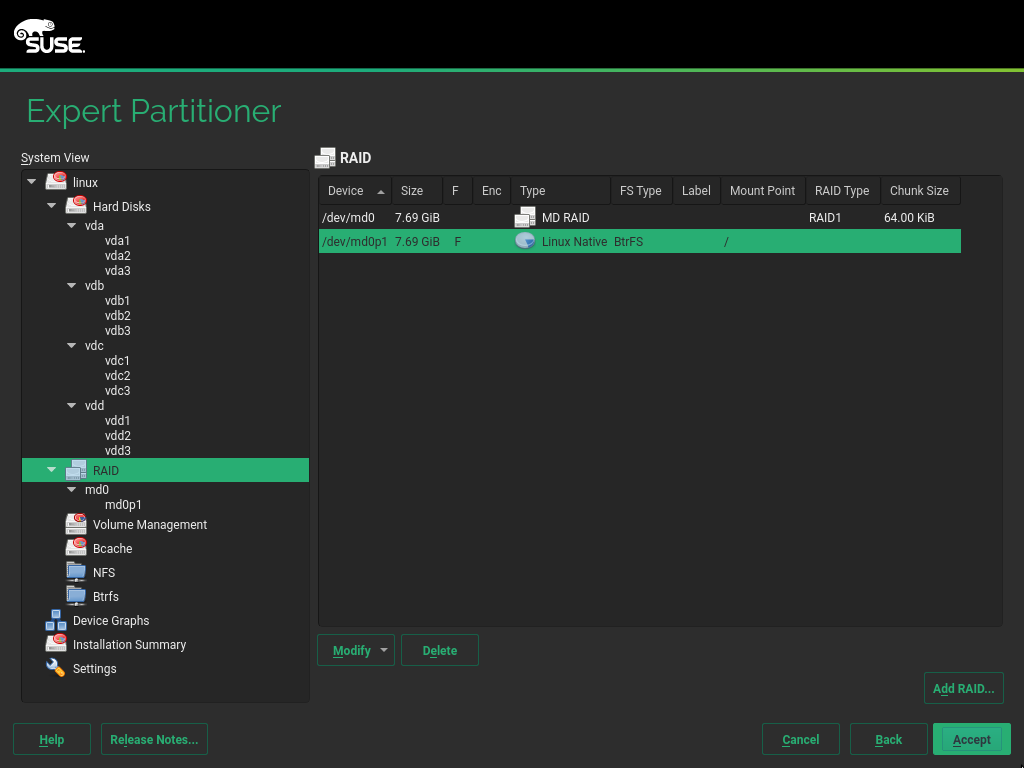 SUSE.
Expert Partitioner
System View
linux
Hard Disks
vda
vda1
vda2
vda3
vdb
vdb1
vdb2
vdb3
vdc
vdc1
vdc2
vdc3
vdd
vdd1
vdd2
vdd3
RAID
md0
md0p1
Volume Management
Bcache
NFS
Btrfs
Device Graphs
Installation Summary
Settings
RAID
Device Size F Enc Type FS Type Label Mount Point RAID Type Chunk Size
/dev/md0 7.69 GiB MD RAID RAID1 64.00 KiB
/dev/md0p1 7.69 GiB F Linux Native BtrFS /
Modify Delete
Add RAID...
Help Release Notes... Cancel Back Accept